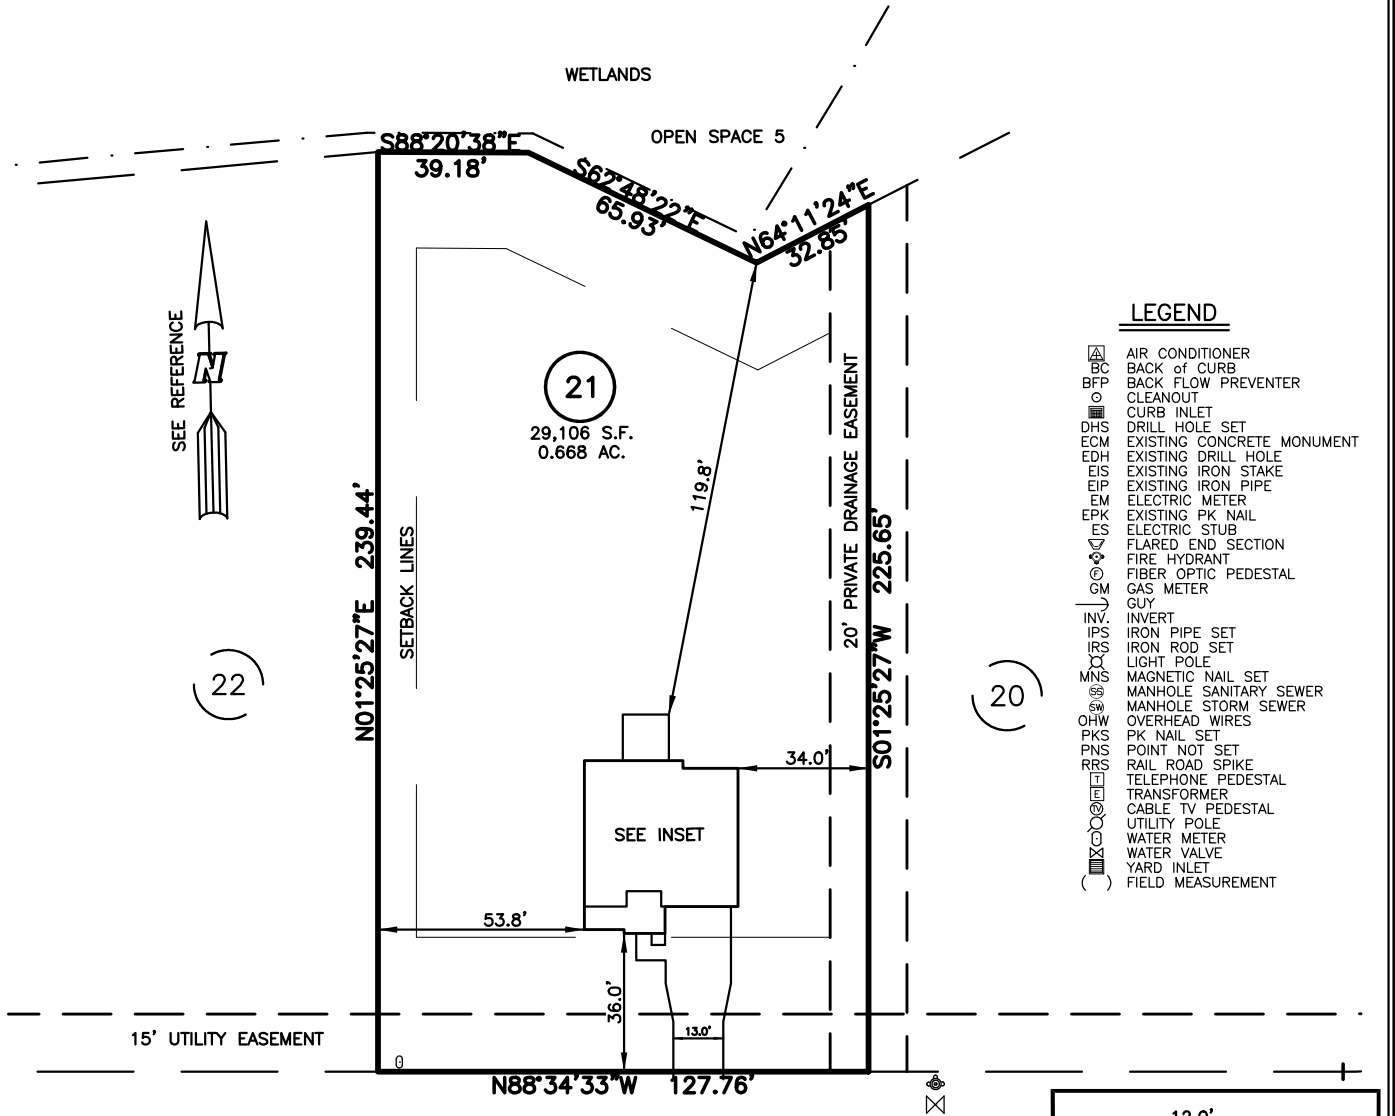 WETLANDS
OPEN SPACE 5
S88°20'38"E
39.18'
S62°48'22"E
65.93'
N64°11'24"E
32.85'
SEE REFERENCE
N
21
29,106 S.F.
0.668 AC.
119.8'
20' PRIVATE DRAINAGE EASEMENT
N01°25'27"E 239.44'
SETBACK LINES
S01°25'27"W 225.65'
22
20
34.0'
SEE INSET
53.8'
36.0'
13.0'
15' UTILITY EASEMENT
N88°34'33"W 127.76'
LEGEND
A AIR CONDITIONER
BC BACK of CURB
BFP BACK FLOW PREVENTER
CLEANOUT
CURB INLET
DHS DRILL HOLE SET
ECM EXISTING CONCRETE MONUMENT
EDH EXISTING DRILL HOLE
EIS EXISTING IRON STAKE
EIP EXISTING IRON PIPE
EM ELECTRIC METER
EPK EXISTING PK NAIL
ES ELECTRIC STUB
FLARED END SECTION
FIRE HYDRANT
F FIBER OPTIC PEDESTAL
GM GAS METER
GUY
INV. INVERT
IPS IRON PIPE SET
IRS IRON ROD SET
LIGHT POLE
MNS MAGNETIC NAIL SET
SS MANHOLE SANITARY SEWER
SW MANHOLE STORM SEWER
OHW OVERHEAD WIRES
PKS PK NAIL SET
PNS POINT NOT SET
RRS RAIL ROAD SPIKE
T TELEPHONE PEDESTAL
E TRANSFORMER
TV CABLE TV PEDESTAL
UTILITY POLE
WATER METER
WATER VALVE
YARD INLET
( ) FIELD MEASUREMENT